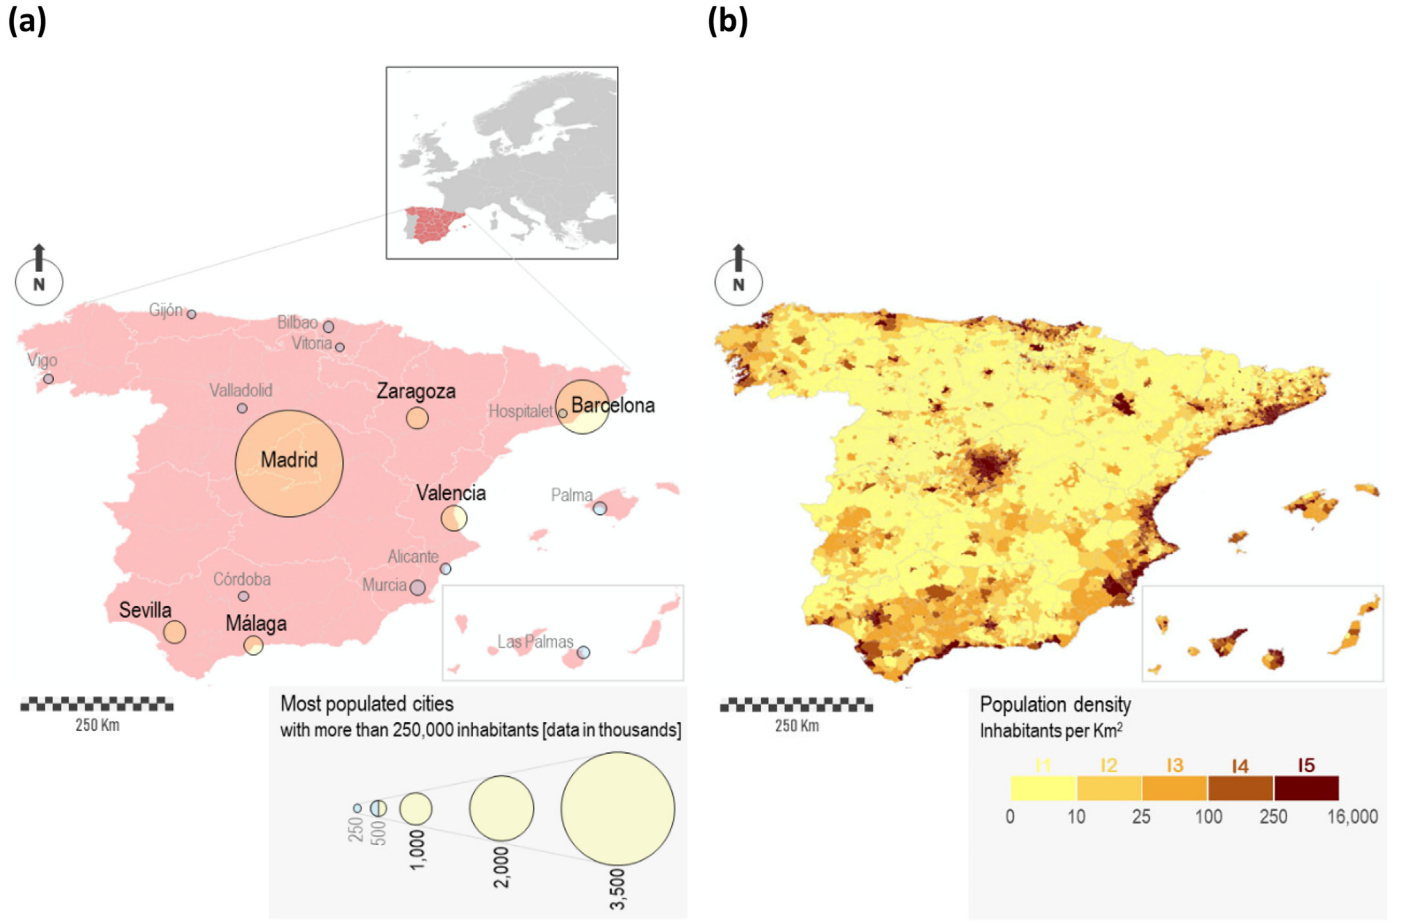 (a)
N
Gijón
Bilbao
Vitoria
Vigo
Valladolid
Zaragoza
Hospitalet
Barcelona
Madrid
Valencia
Palma
Alicante
Murcia
Córdoba
Sevilla
Málaga
Las Palmas
250 Km
Most populated cities
with more than 250,000 inhabitants [data in thousands]
250
500
1,000
2,000
3,500
(b)
N
250 Km
Population density
Inhabitants per Km²
I1 I2 I3 I4 I5
0 10 25 100 250 16,000